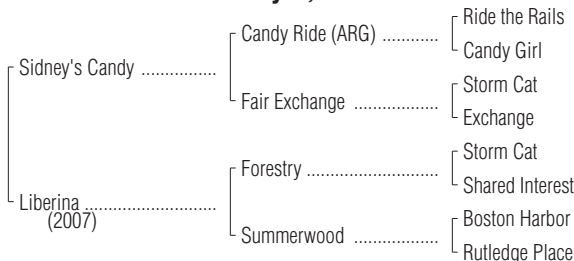 Ride the Rails
Candy Ride (ARG) ............
Candy Girl
Sidney's Candy ................
Storm Cat
Fair Exchange ..................
Exchange
Storm Cat
Forestry ............................
Shared Interest
Liberina ............................
(2007)
Boston Harbor
Summerwood ..................
Rutledge Place